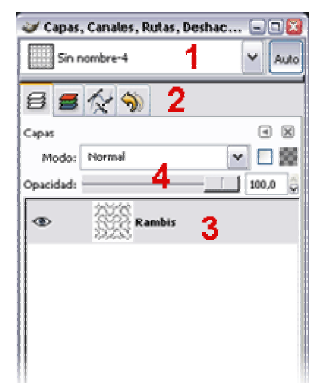 Capas, Canales, Rutas, Deshac...
Sin nombre-4 1 Auto
2
Capas
Modo: Normal
Opacidad: 4 100,0
Rambis 3